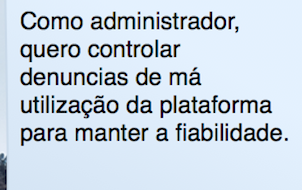 Como administrador,
quero controlar
denuncias de má
utilização da plataforma
para manter a fiabilidade.